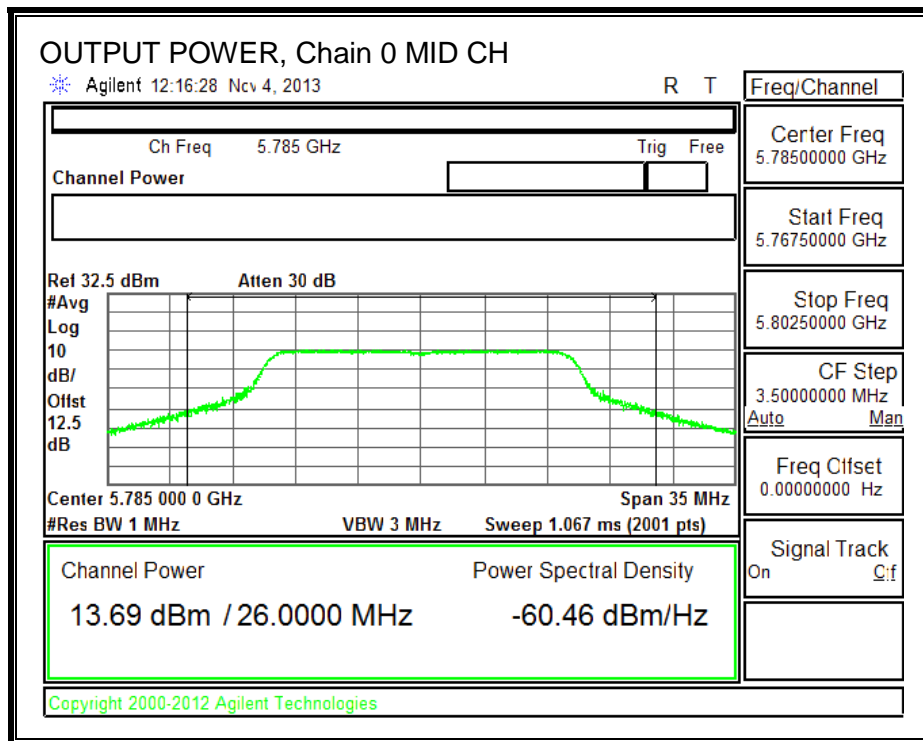 OUTPUT POWER, Chain 0 MID CH
Agilent 12:16:28 Nov 4, 2013 R T
Freq/Channel
Ch Freq 5.785 GHz Trig Free
Channel Power
Center Freq
5.78500000 GHz
Start Freq
5.76750000 GHz
Stop Freq
5.80250000 GHz
CF Step
3.50000000 MHz
Auto Man
Freq Offset
0.00000000 Hz
Signal Track
On Off
Ref 32.5 dBm Atten 30 dB
#Avg
Log
10
dB/
Offst
12.5
dB
Center 5.785 000 0 GHz Span 35 MHz
#Res BW 1 MHz VBW 3 MHz Sweep 1.067 ms (2001 pts)
Channel Power Power Spectral Density
13.69 dBm / 26.0000 MHz -60.46 dBm/Hz
Copyright 2000-2012 Agilent Technologies